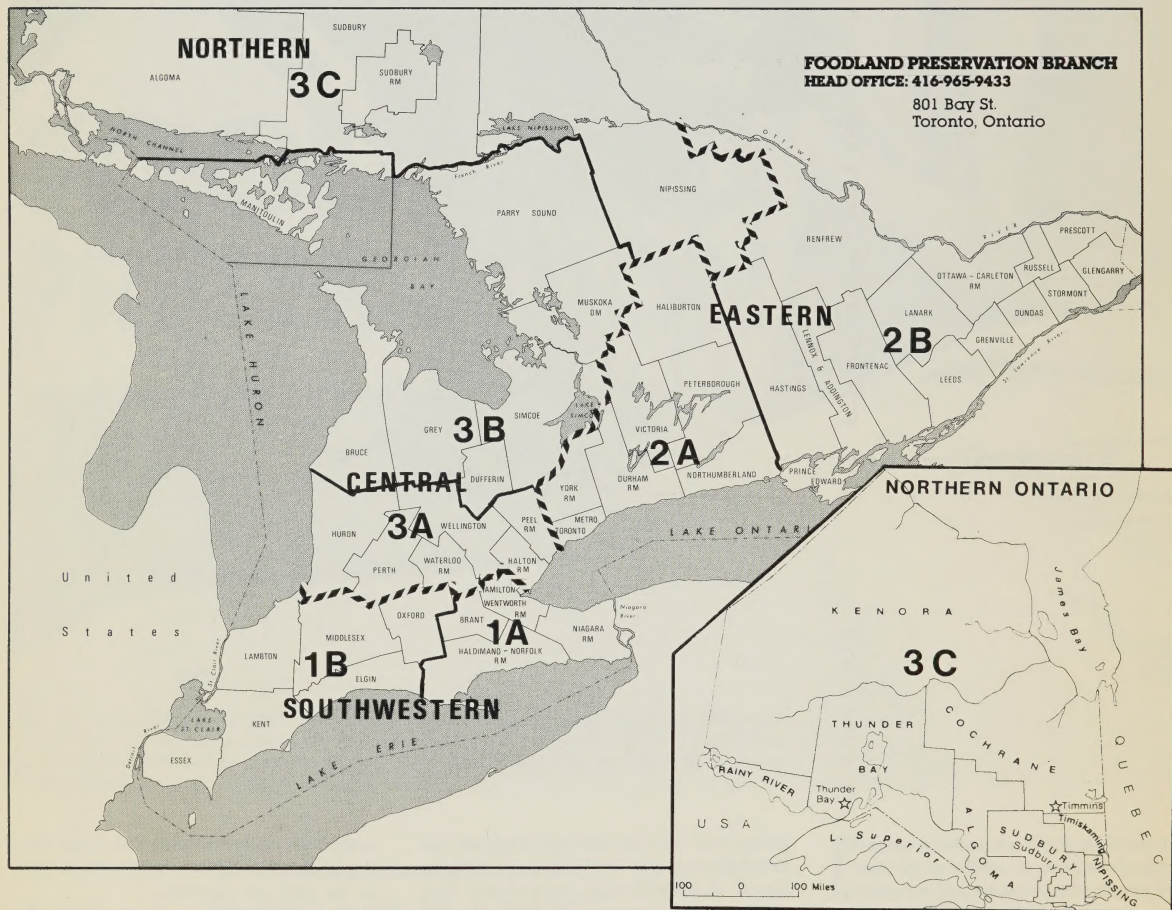 FOODLAND PRESERVATION BRANCH
HEAD OFFICE: 416-965-9433
801 Bay St.
Toronto, Ontario
NORTHERN
3C
SUDBURY
ALGOMA
SUDBURY
RM
NORTH CHANNEL
LAKE NIPISSING
French River
MANITOULIN
GEORGIAN
BAY
PARRY SOUND
NIPISSING
OTTAWA
RIVER
RENFREW
PRESCOTT
RUSSELL
GLENGARRY
OTTAWA - CARLETON
RM
STORMONT
DUNDAS
LANARK
GRENVILLE
LEEDS
St. Lawrence River
EASTERN
2B
MUSKOKA
DM
HALIBURTON
LENNOX & ADDINGTON
FRONTENAC
HASTINGS
PETERBOROUGH
VICTORIA
2A
LAKE HURON
LAKE
SIMCOE
SIMCOE
GREY
3B
BRUCE
CENTRAL
DUFFERIN
YORK
RM
DURHAM
RM
NORTHUMBERLAND
PRINCE
EDWARD
METRO
TORONTO
PEEL
RM
WELLINGTON
3A
HURON
PERTH
WATERLOO
RM
HALTON
RM
LAKE ONTARI
HAMILTON
WENTWORTH
RM
OXFORD
BRANT
1A
NIAGARA
RM
Niagara
River
HALDIMAND - NORFOLK
RM
MIDDLESEX
1B
LAMBTON
ELGIN
SOUTHWESTERN
St. Clair River
LAKE
ST. CLAIR
KENT
ESSEX
Detroit River
LAKE ERIE
United
States
NORTHERN ONTARIO
James Bay
KENORA
3C
THUNDER
BAY
COCHRANE
QUEBEC
RAINY RIVER
Thunder
Bay
Timmins
Timiskaming
ALGOMA
SUDBURY
Sudbury
NIPISSING
USA
L. Superior
100 0 100 Miles